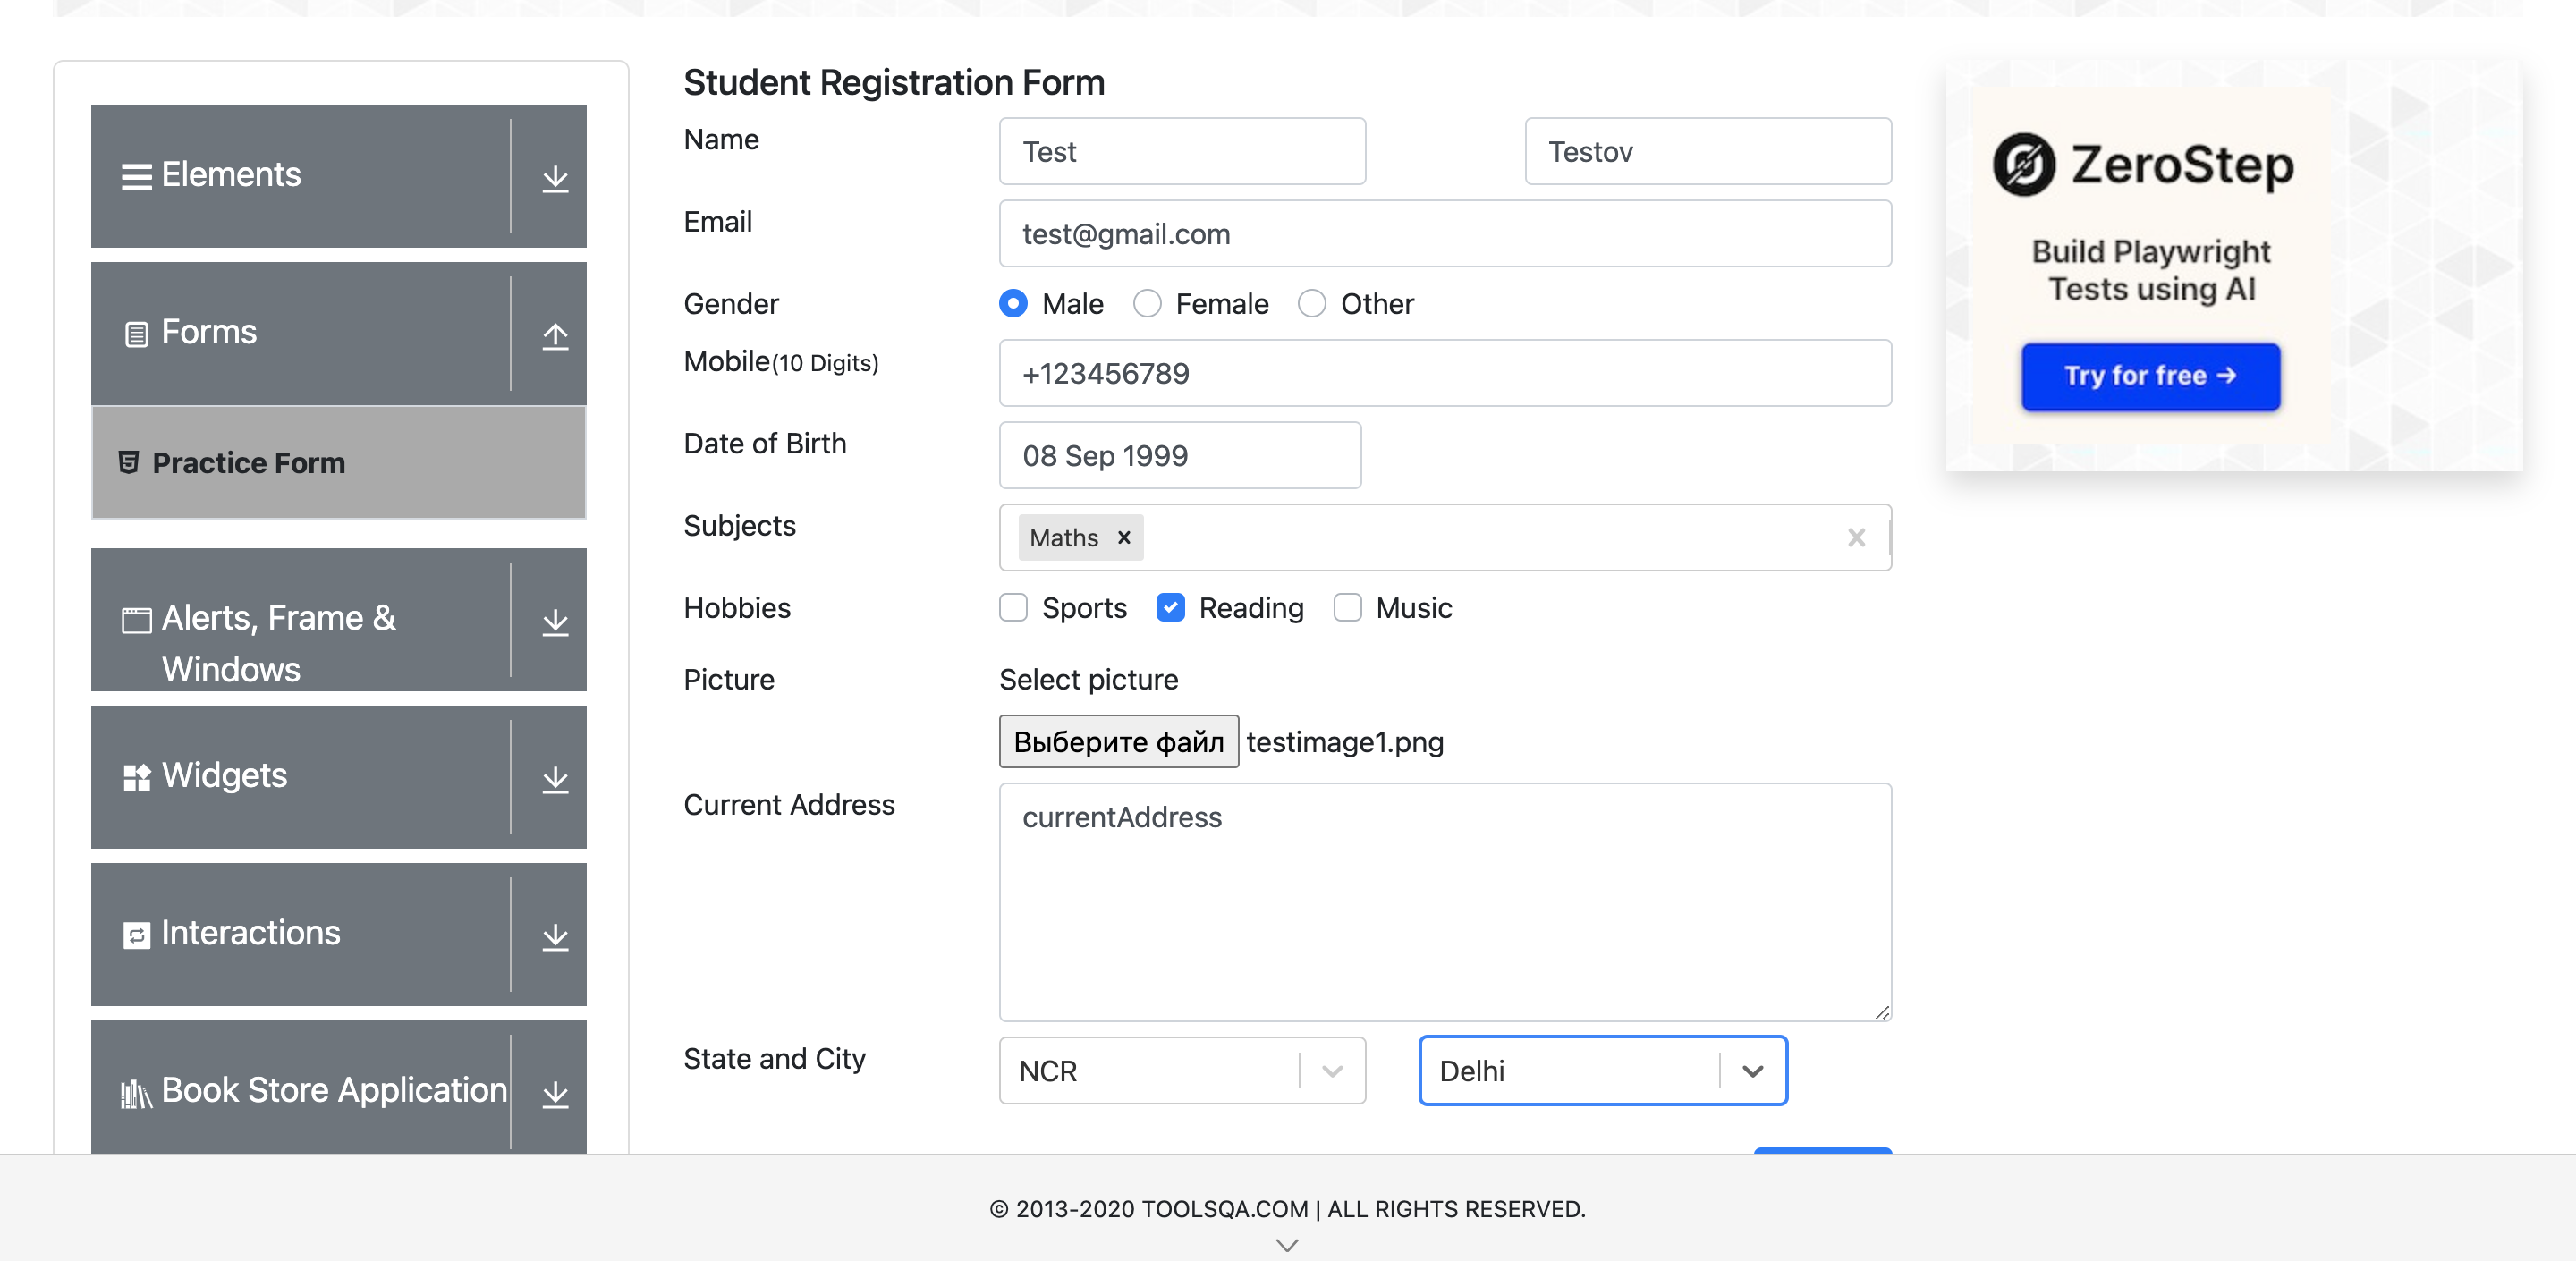 Elements
Forms
Practice Form
Alerts, Frame &
Windows
Widgets
Interactions
Book Store Application
Student Registration Form
Name
Test
Testov
Email
test@gmail.com
Gender
Male
Female
Other
Mobile(10 Digits)
+123456789
Date of Birth
08 Sep 1999
Subjects
Maths
Hobbies
Sports
Reading
Music
Picture
Select picture
Выберите файл testimage1.png
Current Address
currentAddress
State and City
NCR
Delhi
ZeroStep
Build Playwright
Tests using AI
Try for free →
© 2013-2020 TOOLSQA.COM | ALL RIGHTS RESERVED.